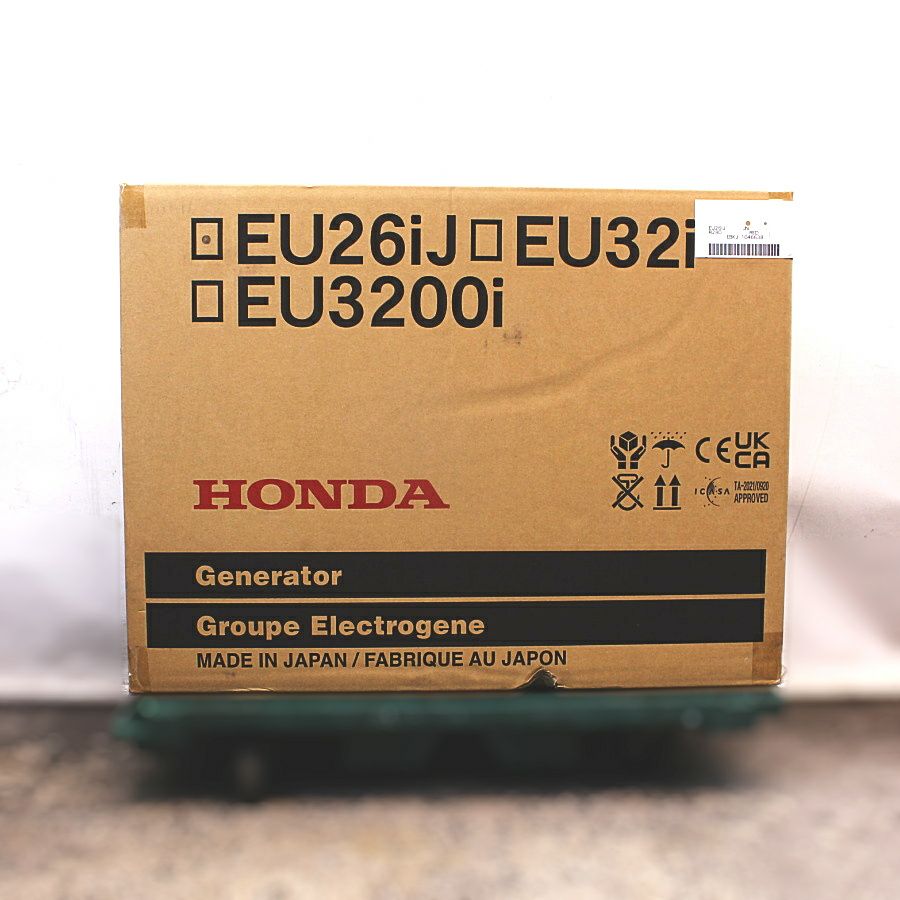 EU26iJ EU32i
EU3200i
HONDA
CE UK CA
ICASA TA-2021/0920 APPROVED
Generator
Groupe Electrogene
MADE IN JAPAN / FABRIQUE AU JAPON